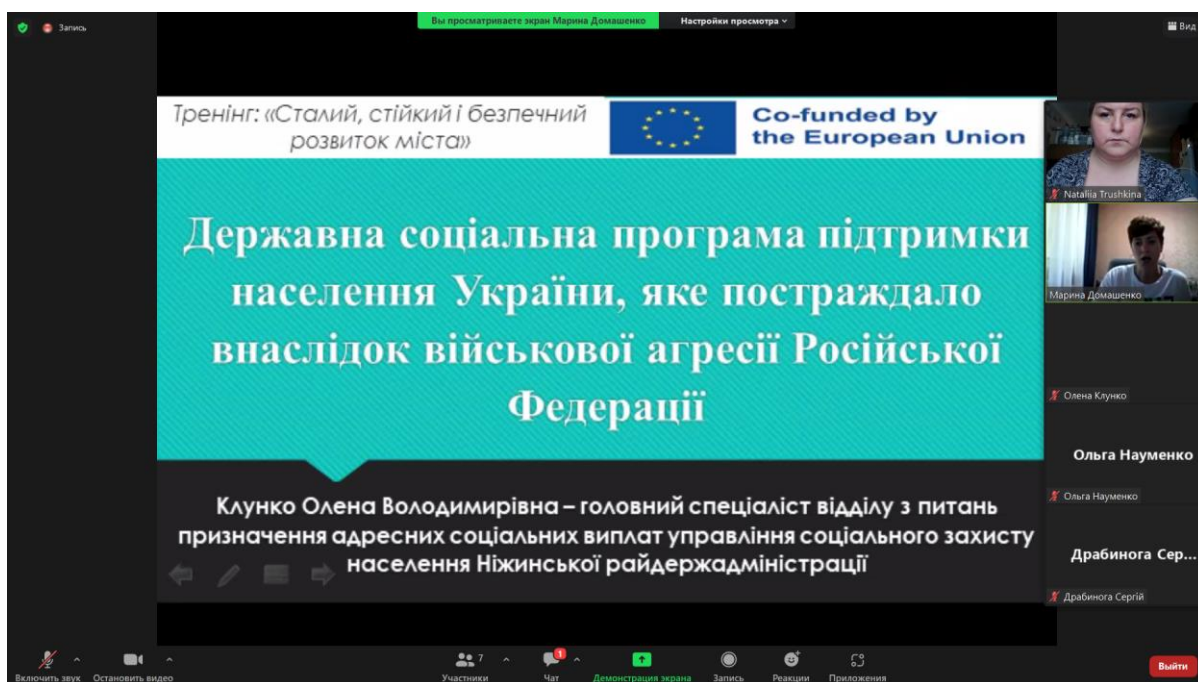 Запись
Вы просматриваете экран Марина Домашенко
Настройки просмотра
Вид
Тренінг: «Сталий, стійкий і безпечний
розвиток міста»
Co-funded by
the European Union
Державна соціальна програма підтримки
населення України, яке постраждало
внаслідок військової агресії Російської
Федерації
Клунко Олена Володимирівна – головний спеціаліст відділу з питань
призначення адресних соціальних виплат управління соціального захисту
населення Ніжинської райдержадміністрації
Nataliia Trushkina
Марина Домашенко
Олена Клунко
Ольга Науменко
Ольга Науменко
Драбинога Сер...
Драбинога Сергій
Включить звук
Остановить видео
7
Участники
1
Чат
Демонстрация экрана
Запись
Реакции
Приложения
Выйти